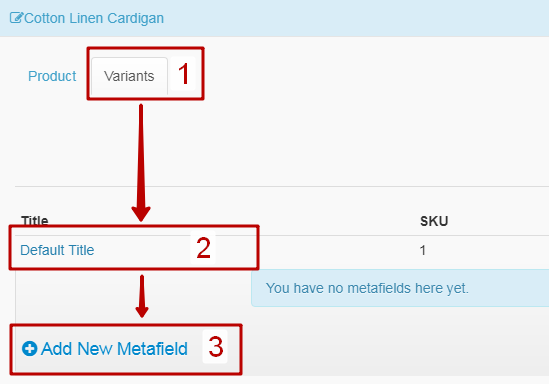 Cotton Linen Cardigan
Product Variants 1
Title SKU
Default Title 2 1
You have no metafields here yet.
Add New Metafield 3